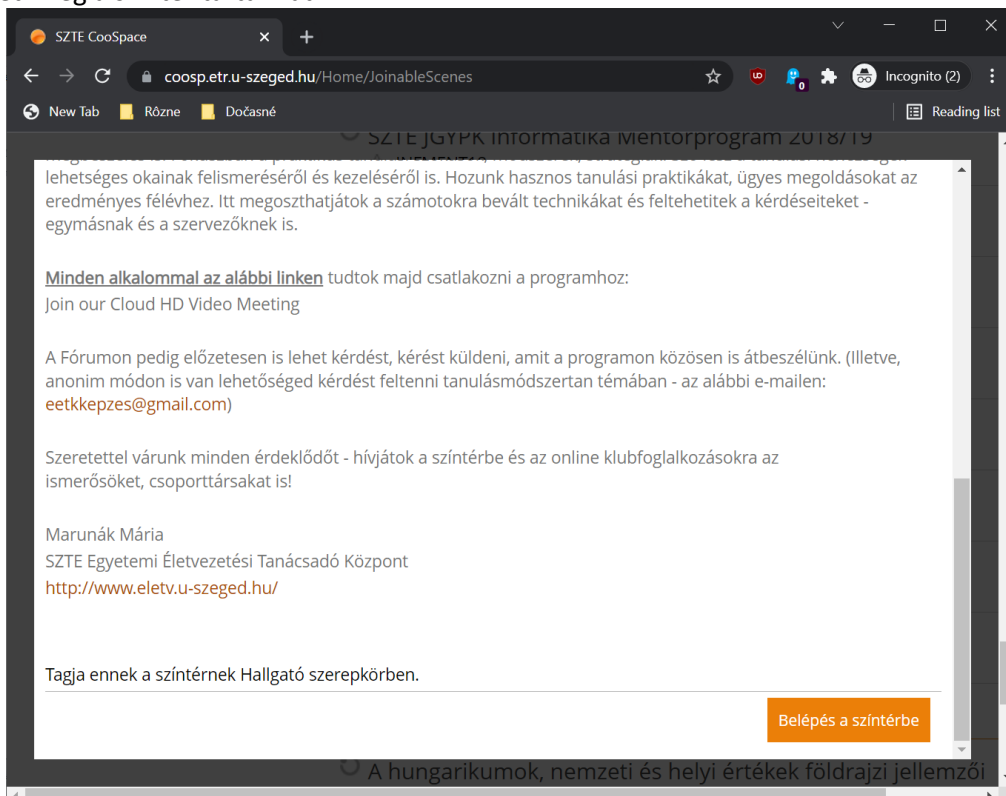 SZTE CooSpace
coosp.etr.u-szeged.hu/Home/JoinableScenes
0
Incognito (2)
New Tab
Rôzne
Dočasné
Reading list
SZTE JGYPK Informatika Mentorprogram 2018/19
lehetséges okainak felismeréséről és kezeléséről is. Hozunk hasznos tanulási praktikákat, ügyes megoldásokat az
eredményes félévhez. Itt megoszthatjátok a számotokra bevált technikákat és feltehetitek a kérdéseiteket -
egymásnak és a szervezőknek is.
Minden alkalommal az alábbi linken tudtok majd csatlakozni a programhoz:
Join our Cloud HD Video Meeting
A Fórumon pedig előzetesen is lehet kérdést, kérést küldeni, amit a programon közösen is átbeszélünk. (Illetve,
anonim módon is van lehetőséged kérdést feltenni tanulásmódszertan témában - az alábbi e-mailen:
eetkkepzes@gmail.com)
Szeretettel várunk minden érdeklődőt - hívjátok a színtérbe és az online klubfoglalkozásokra az
ismerősöket, csoporttársakat is!
Marunák Mária
SZTE Egyetemi Életvezetési Tanácsadó Központ
http://www.eletv.u-szeged.hu/
Tagja ennek a színtérnek Hallgató szerepkörben.
Belépés a színtérbe
A hungarikumok, nemzeti és helyi értékek földrajzi jellemzői